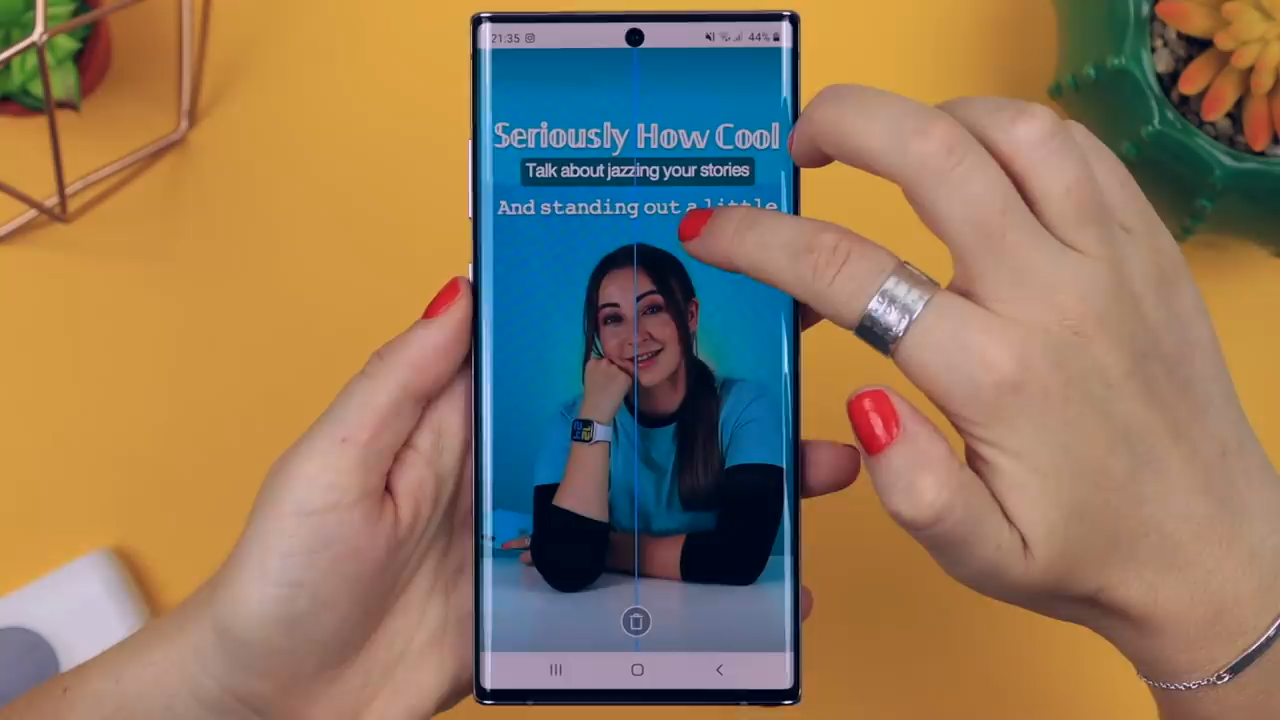 21:35
44%
Seriously How Cool
Talk about jazzing your stories
And standing out a little